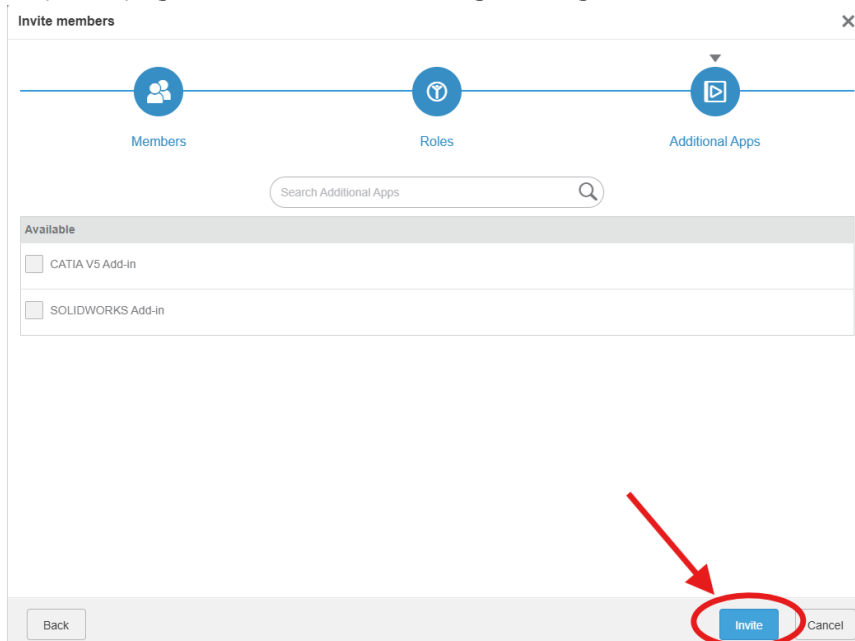 Invite members
Members
Roles
Additional Apps
Search Additional Apps
Available
CATIA V5 Add-in
SOLIDWORKS Add-in
Back
Invite
Cancel